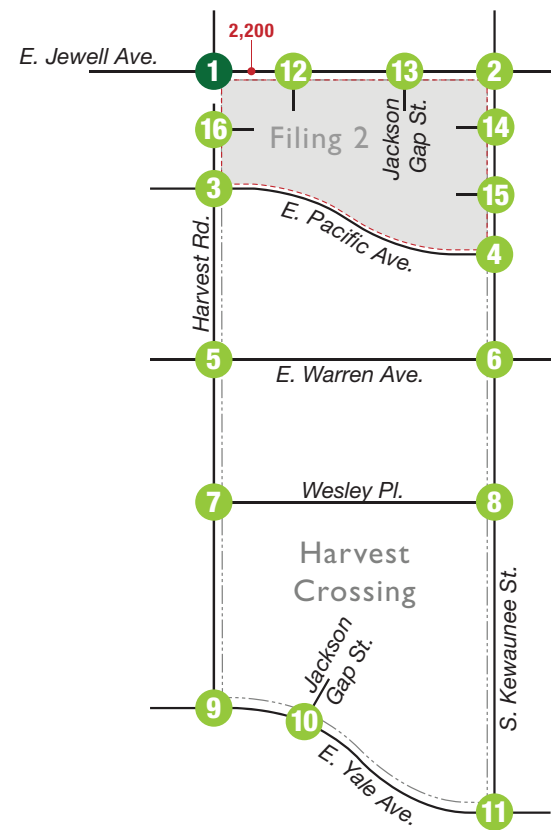 2,200
E. Jewell Ave.
1
12
13
2
16
Filing 2
Jackson
Gap St.
14
15
3
E. Pacific Ave.
4
Harvest Rd.
5
6
E. Warren Ave.
7
Wesley Pl.
8
Harvest
Crossing
S. Kewaunee St.
Jackson
Gap St.
9
10
E. Yale Ave.
11